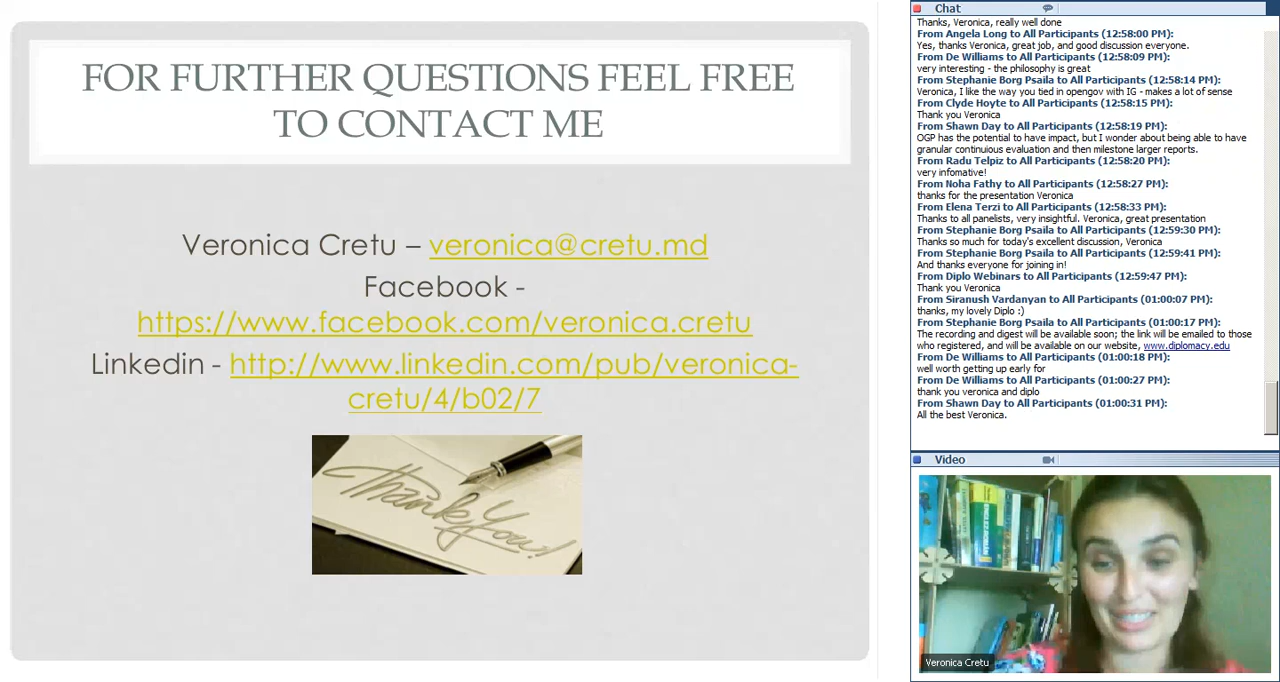 FOR FURTHER QUESTIONS FEEL FREE
TO CONTACT ME
Veronica Cretu – veronica@cretu.md
Facebook -
https://www.facebook.com/veronica.cretu
Linkedin - http://www.linkedin.com/pub/veronica-
cretu/4/b02/7
Thank You!
Chat
Thanks, Veronica, really well done
From Angela Long to All Participants (12:58:00 PM):
Yes, thanks Veronica, great job, and good discussion everyone.
From De Williams to All Participants (12:58:09 PM):
very interesting - the philosophy is great
From Stephanie Borg Psaila to All Participants (12:58:14 PM):
Veronica, I like the way you tied in opengov with IG - makes a lot of sense
From Clyde Hoyte to All Participants (12:58:15 PM):
Thank you Veronica
From Shawn Day to All Participants (12:58:19 PM):
OGP has the potential to have impact, but I wonder about being able to have
granular continuious evaluation and then milestone larger reports.
From Radu Telpiz to All Participants (12:58:20 PM):
very infomative!
From Noha Fathy to All Participants (12:58:27 PM):
thanks for the presentation Veronica
From Elena Terzi to All Participants (12:58:33 PM):
Thanks to all panelists, very insightful. Veronica, great presentation
From Stephanie Borg Psaila to All Participants (12:59:30 PM):
Thanks so much for today's excellent discussion, Veronica
From Stephanie Borg Psaila to All Participants (12:59:41 PM):
And thanks everyone for joining in!
From Diplo Webinars to All Participants (12:59:47 PM):
Thank you Veronica
From Siranush Vardanyan to All Participants (01:00:07 PM):
thanks, my lovely Diplo :)
From Stephanie Borg Psaila to All Participants (01:00:17 PM):
The recording and digest will be available soon; the link will be emailed to those
who registered, and will be available on our website, www.diplomacy.edu
From De Williams to All Participants (01:00:18 PM):
well worth getting up early for
From De Williams to All Participants (01:00:27 PM):
thank you veronica and diplo
From Shawn Day to All Participants (01:00:31 PM):
All the best Veronica.
Video
Veronica Cretu